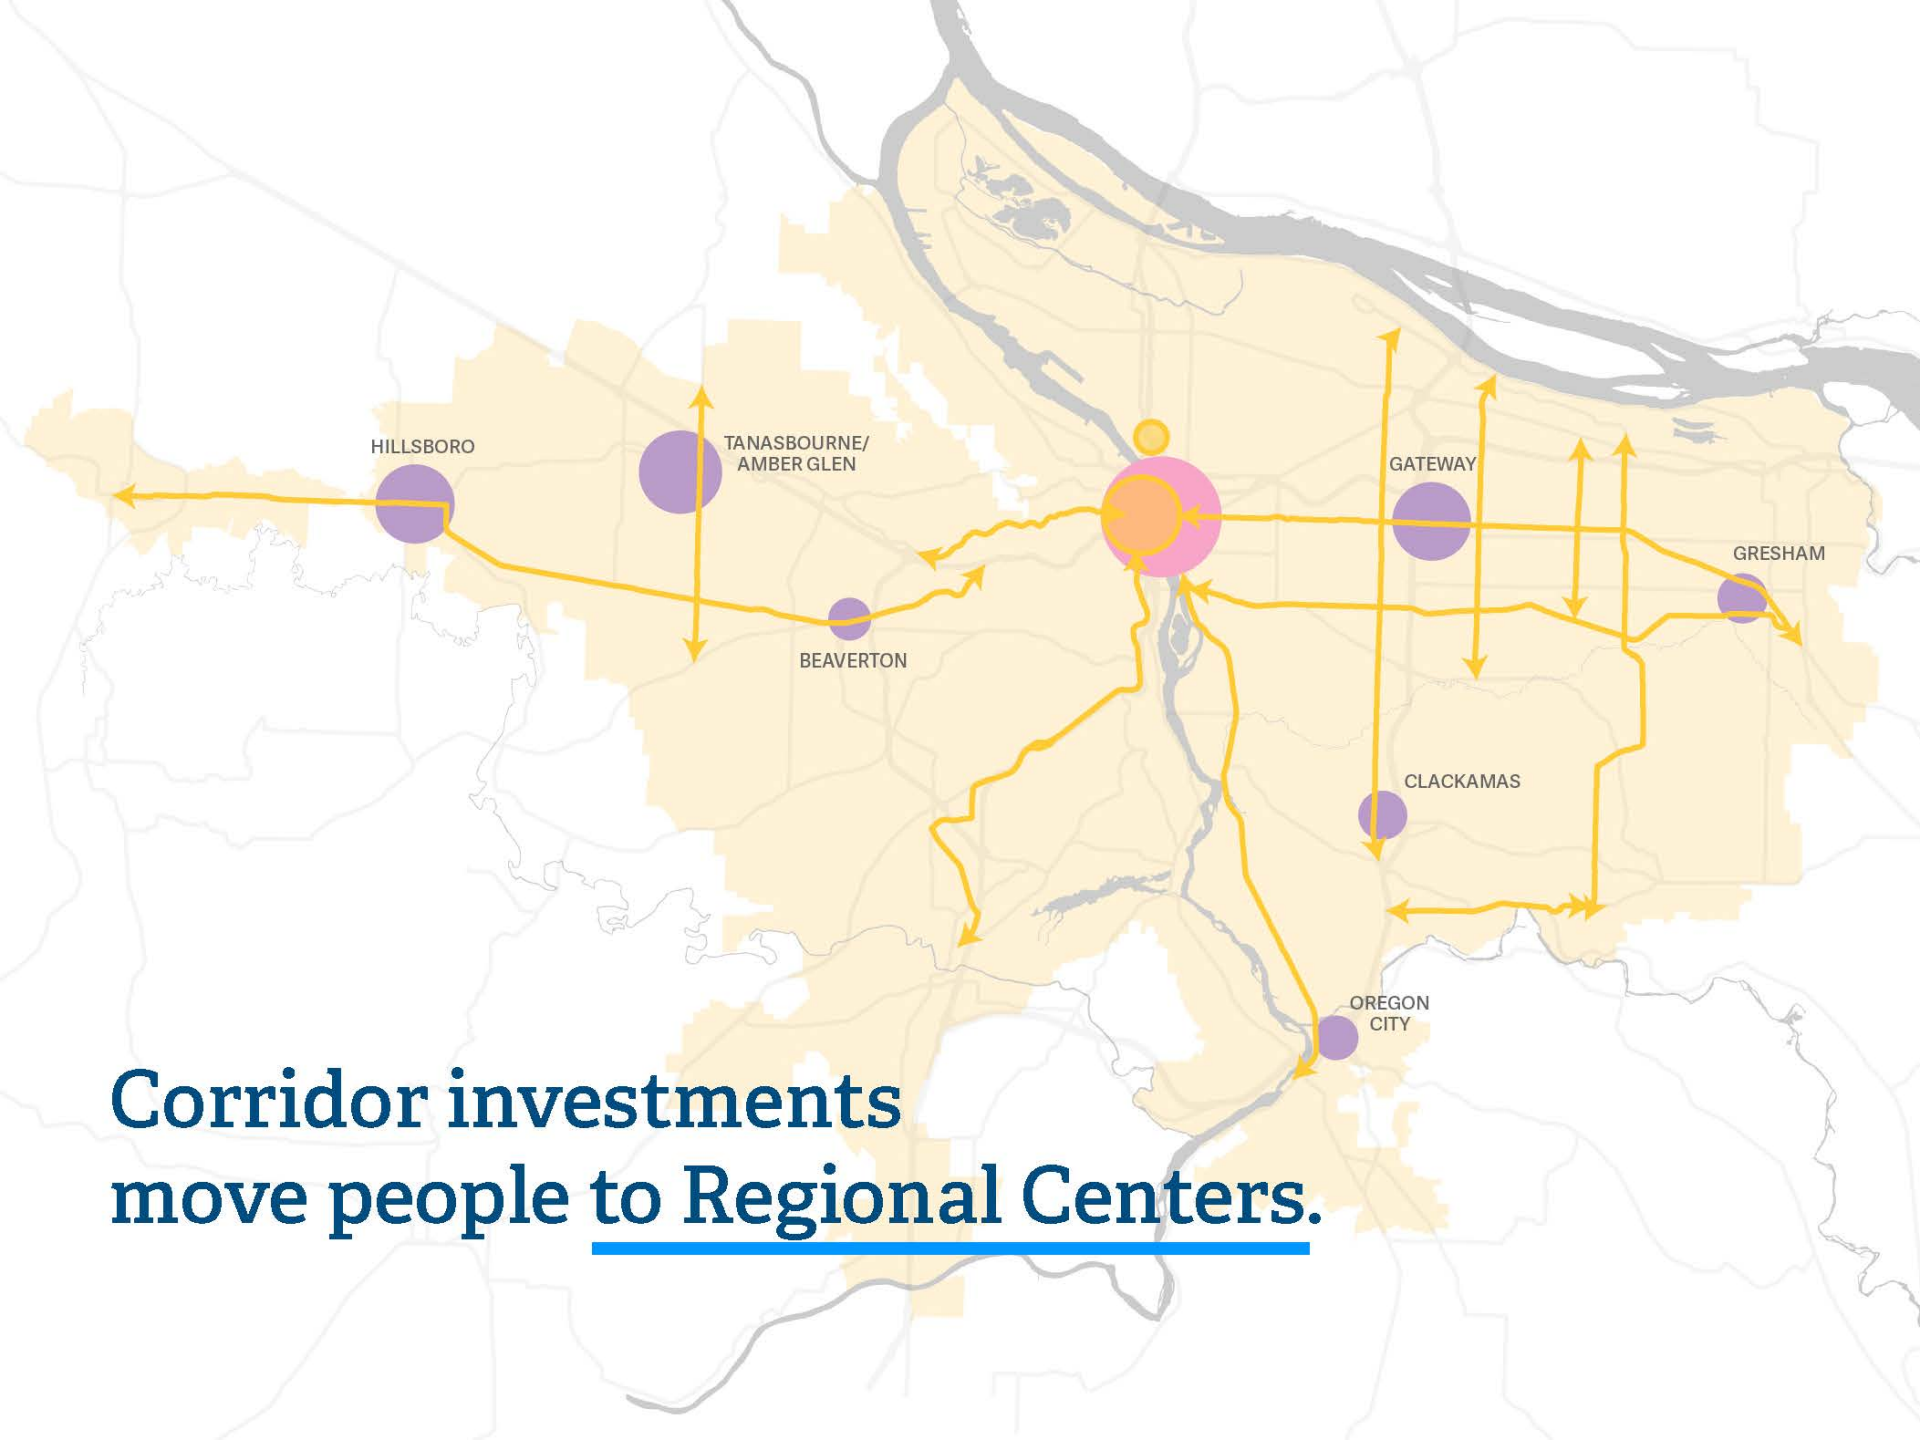 HILLSBORO
TANASBOURNE/
AMBER GLEN
GATEWAY
GRESHAM
BEAVERTON
CLACKAMAS
OREGON
CITY
Corridor investments
move people to Regional Centers.